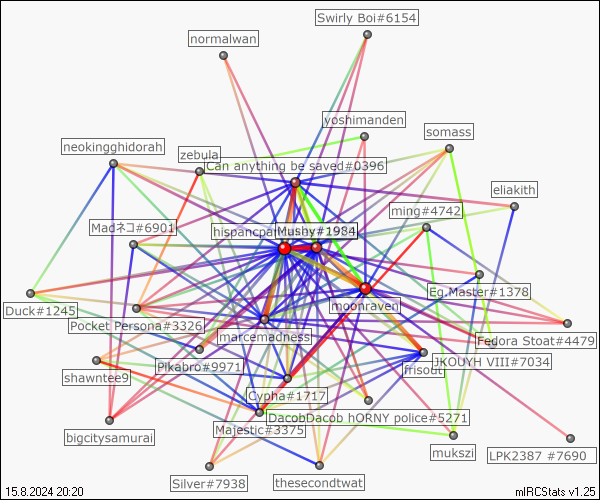 Swirly Boi#6154
normalwan
yoshimanden
somass
neokingghidorah
zebula
Can anything be saved#0396
eliakith
ming#4742
Madネコ#6901
hispancpa
Mushy#1984
Eg.Master#1378
moonraven
Duck#1245
Pocket Persona#3326
marcemadness
Fedora Stoat#4479
JKOUYH VIII#7034
Pikabro#9971
frisout
shawntee9
Cypha#1717
DacobDacob hORNY police#5271
Majestic#3375
bigcitysamurai
mukszi
LPK2387 #7690
Silver#7938
thesecondtwat
15.8.2024 20:20
mIRCStats v1.25